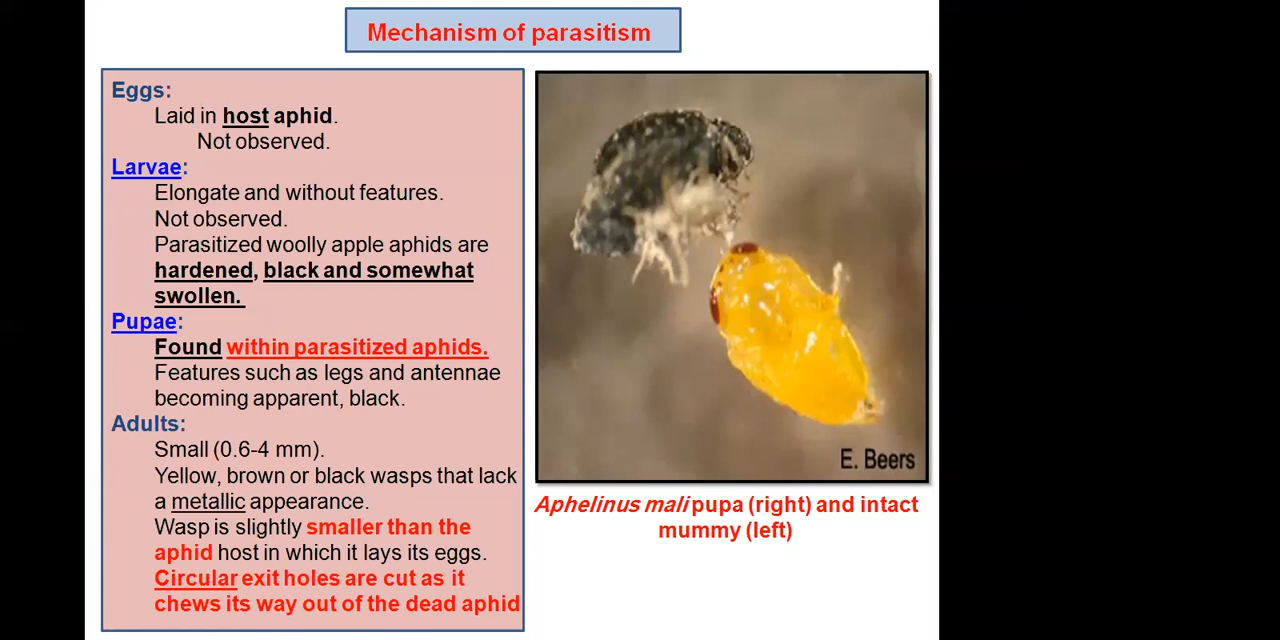 Mechanism of parasitism
Eggs:
Laid in host aphid.
Not observed.
Larvae:
Elongate and without features.
Not observed.
Parasitized woolly apple aphids are
hardened, black and somewhat
swollen.
Pupae:
Found within parasitized aphids.
Features such as legs and antennae
becoming apparent, black.
Adults:
Small (0.6-4 mm).
Yellow, brown or black wasps that lack
a metallic appearance.
Wasp is slightly smaller than the
aphid host in which it lays its eggs.
Circular exit holes are cut as it
chews its way out of the dead aphid
E. Beers
Aphelinus mali pupa (right) and intact
mummy (left)